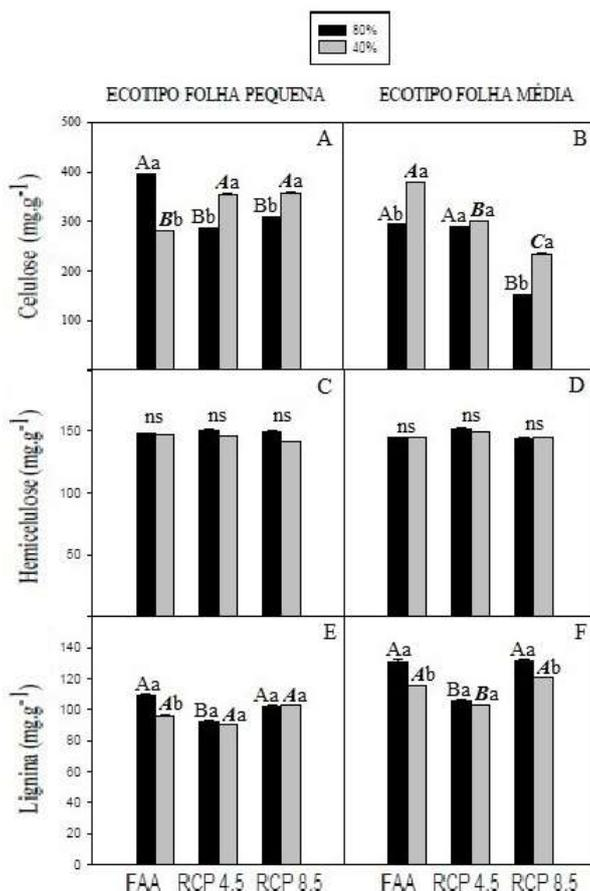 80%
40%
ECOTIPO FOLHA PEQUENA
ECOTIPO FOLHA MÉDIA
A
B
Celulose (mg.g-1)
500
400
300
200
100
Aa Bb Bb Aa Bb Aa
Ab Aa Aa Ba Bb Ca
C
D
Hemicelulose (mg.g-1)
150
100
50
ns ns ns
ns ns ns
E
F
Lignina (mg.g-1)
140
120
100
80
60
40
20
0
Aa Ab Ba Aa Aa Aa
Aa Ab Ba Ba Aa Ab
FAA RCP 4.5 RCP 8.5
FAA RCP 4.5 RCP 8.5